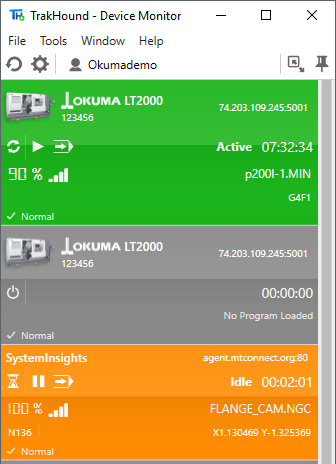 TrakHound - Device Monitor
File Tools Window Help
Okumademo
OKUMA LT2000
74.203.109.245:5001
123456
Active 07:32:34
90 % p200I-1.MIN
G4F1
Normal
OKUMA LT2000
74.203.109.245:5001
123456
00:00:00
No Program Loaded
Normal
SystemInsights agent.mtconnect.org:80
Idle 00:02:01
100 % FLANGE_CAM.NGC
N136 X1.130469 Y-1.325369
Normal